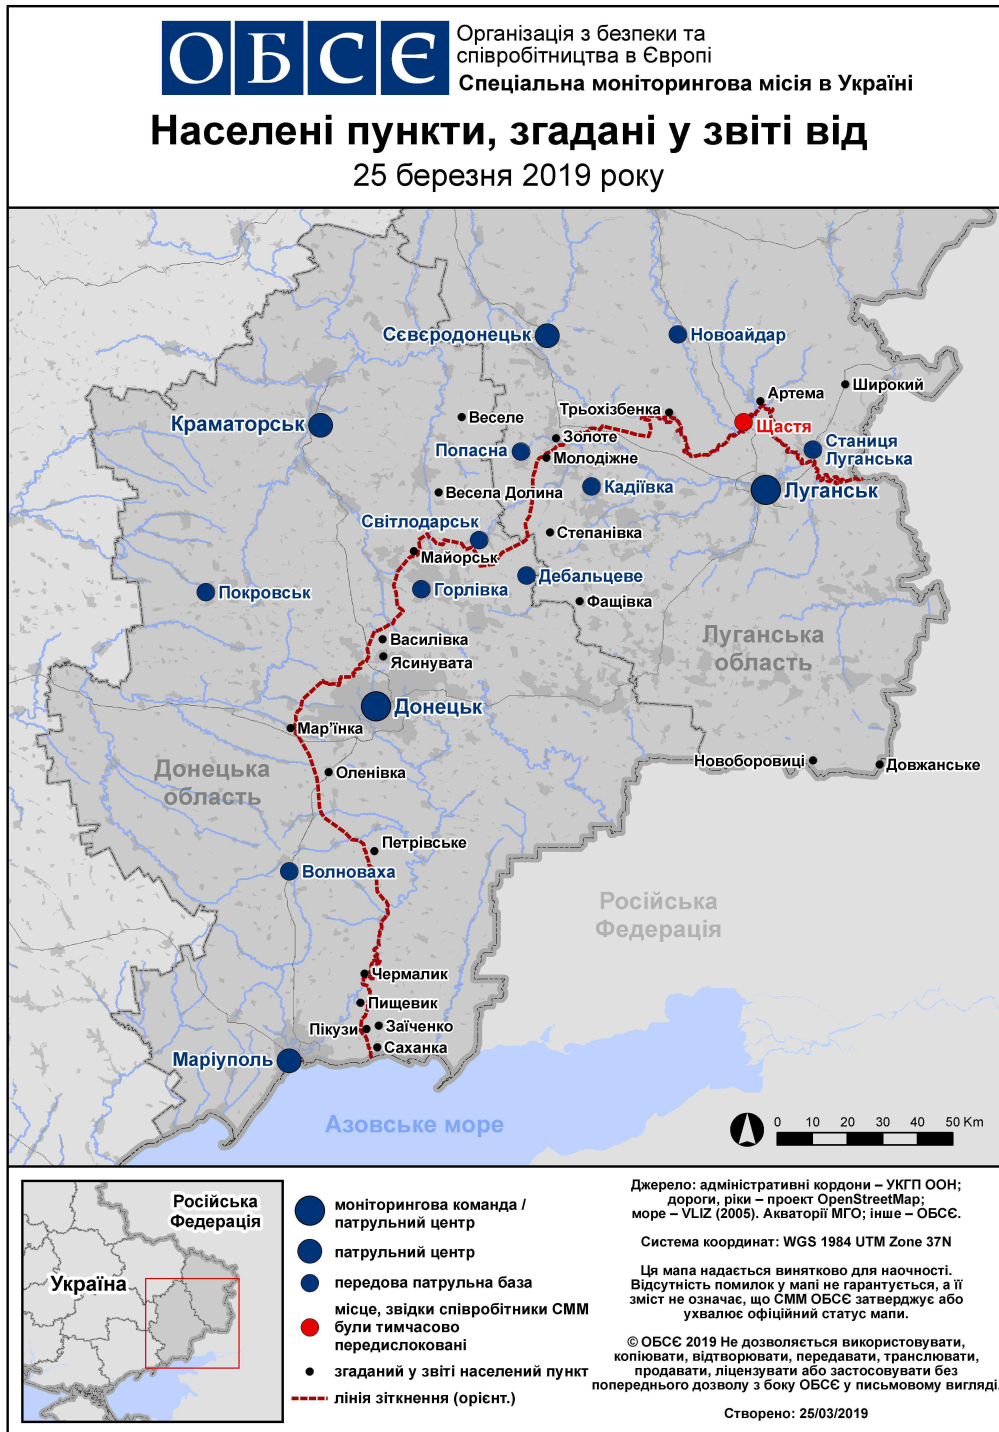 ОБСЄ
Організація з безпеки та
співробітництва в Європі
Спеціальна моніторингова місія в Україні
Населені пункти, згадані у звіті від
25 березня 2019 року
Сєвєродонецьк
Новоайдар
Широкий
Артема
Трьохізбенка
Веселе
Краматорськ
Щастя
Золоте
Станиця
Луганська
Попасна
Молодіжне
Кадіївка
Луганськ
Весела Долина
Світлодарськ
Степанівка
Майорськ
Дебальцеве
Горлівка
Покровськ
Фащівка
Василівка
Луганська
область
Ясинувата
Донецьк
Мар'їнка
Новоборовиці
Довжанське
Донецька
область
Оленівка
Петрівське
Волноваха
Російська
Федерація
Чермалик
Пищевик
Пікузи
Заїченко
Саханка
Маріуполь
Азовське море
0 10 20 30 40 50 Km
Російська
Федерація
Україна
моніторингова команда /
патрульний центр
патрульний центр
передова патрульна база
місце, звідки співробітники СММ
були тимчасово
передислоковані
згаданий у звіті населений пункт
лінія зіткнення (орієнт.)
Джерело: адміністративні кордони – УКГП ООН;
дороги, ріки – проект OpenStreetMap;
море – VLIZ (2005). Акваторії МГО; інше – ОБСЄ.
Система координат: WGS 1984 UTM Zone 37N
Ця мапа надається винятково для наочності.
Відсутність помилок у мапі не гарантується, а її
зміст не означає, що СММ ОБСЄ затверджує або
ухвалює офіційний статус мапи.
© ОБСЄ 2019 Не дозволяється використовувати,
копіювати, відтворювати, передавати, транслювати,
продавати, ліцензувати або застосовувати без
попереднього дозволу з боку ОБСЄ у письмовому вигляді.
Створено: 25/03/2019